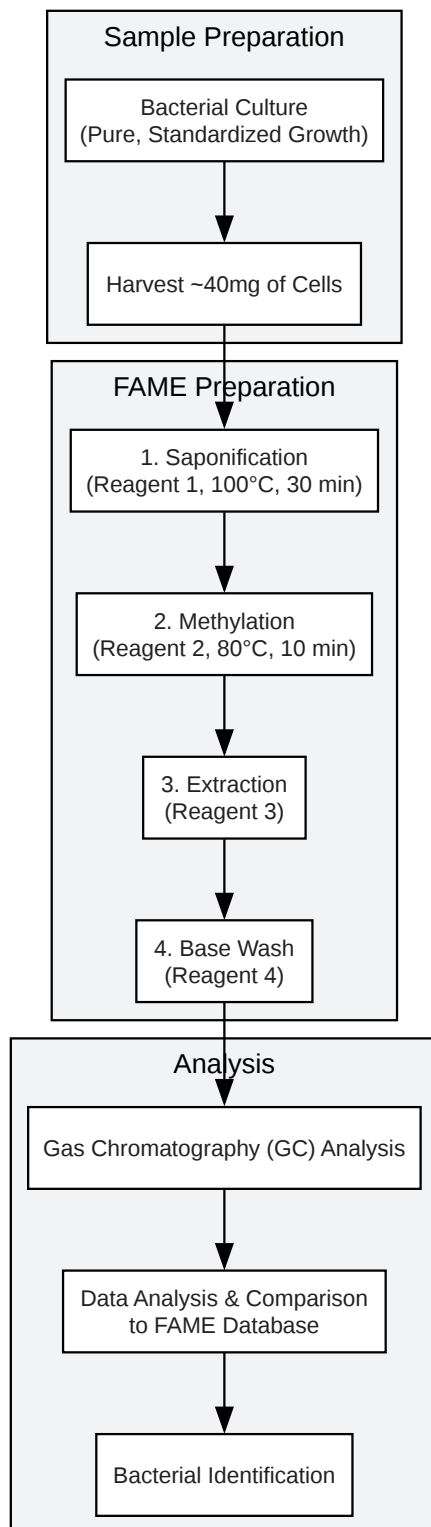 Sample Preparation
Bacterial Culture
(Pure, Standardized Growth)
Harvest ~40mg of Cells
FAME Preparation
1. Saponification
(Reagent 1, 100°C, 30 min)
2. Methylation
(Reagent 2, 80°C, 10 min)
3. Extraction
(Reagent 3)
4. Base Wash
(Reagent 4)
Analysis
Gas Chromatography (GC) Analysis
Data Analysis & Comparison
to FAME Database
Bacterial Identification